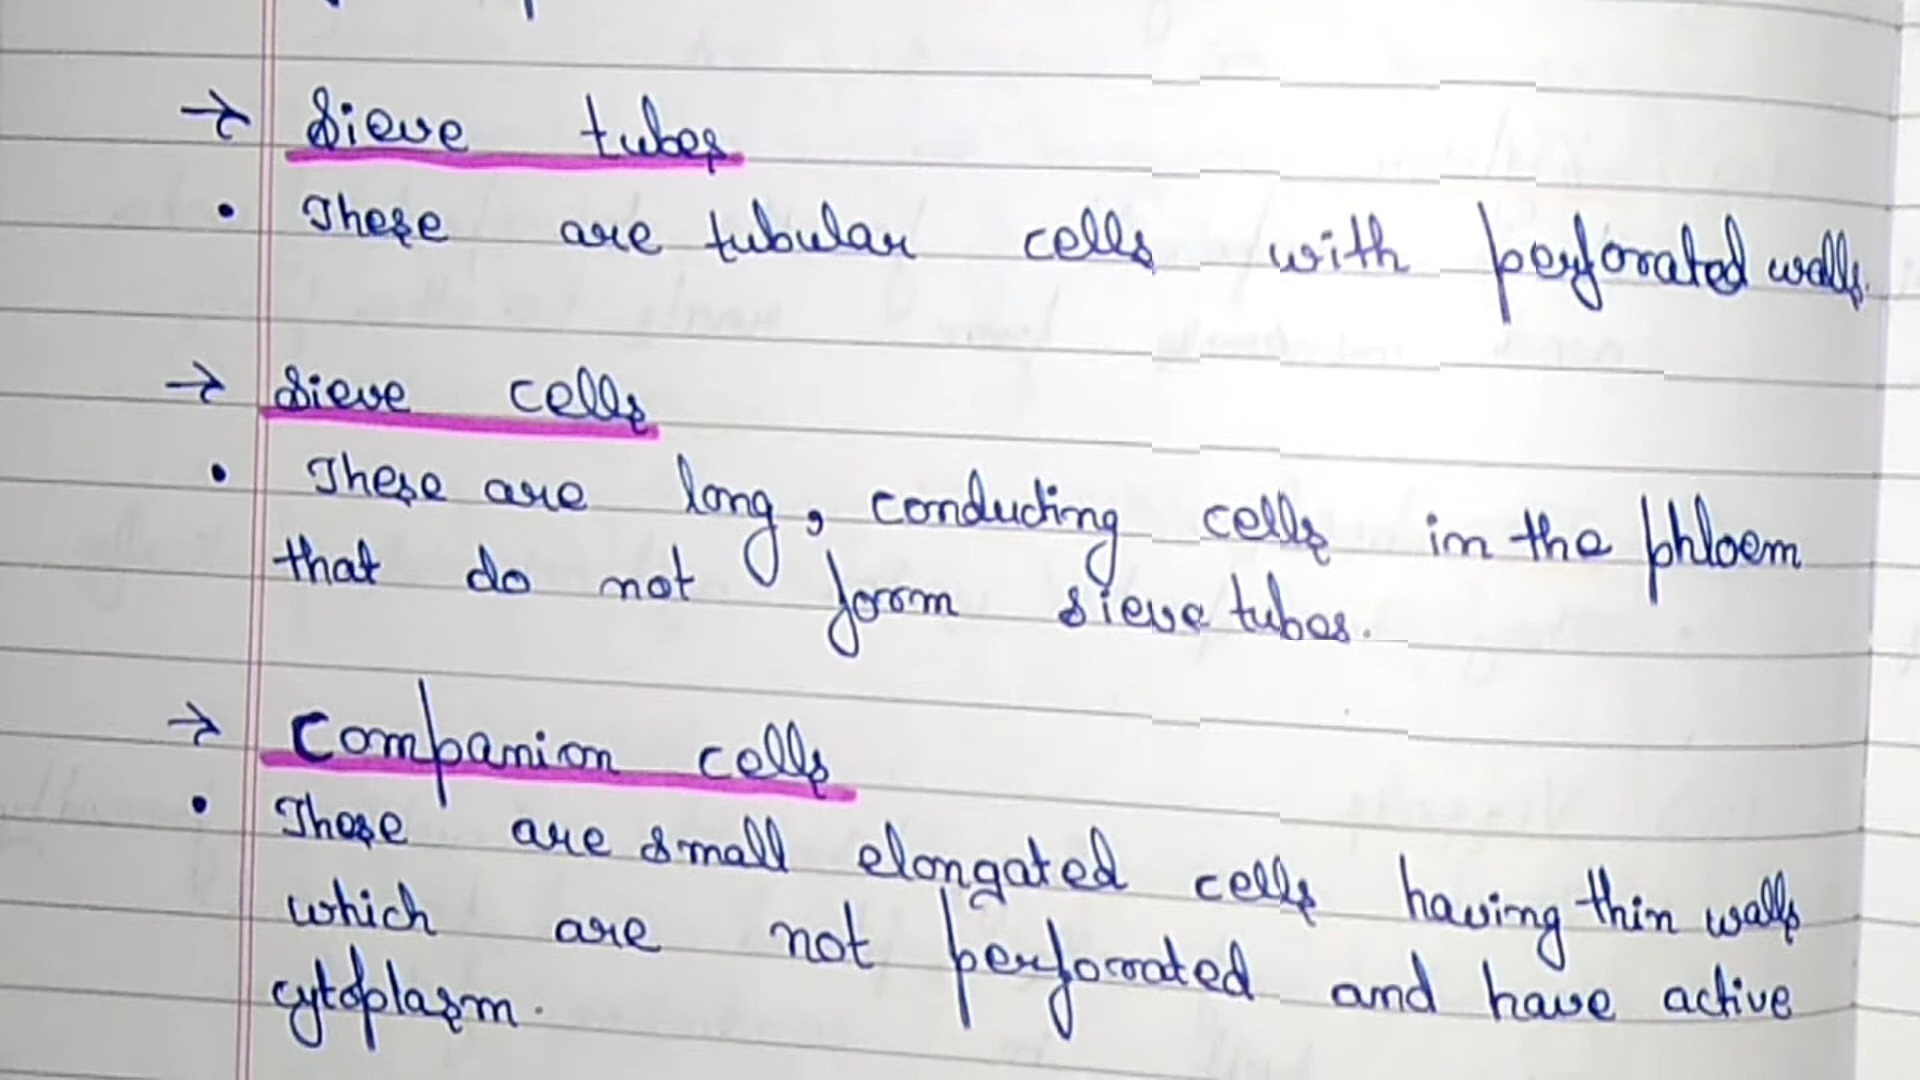 → Sieve tubes
• These are tubular cells with perforated walls.
→ Sieve cells
• These are long, conducting cells in the phloem
that do not form sieve tubes.
→ Companion cells
• These are small elongated cells having thin walls
which are not perforated and have active
cytoplasm.